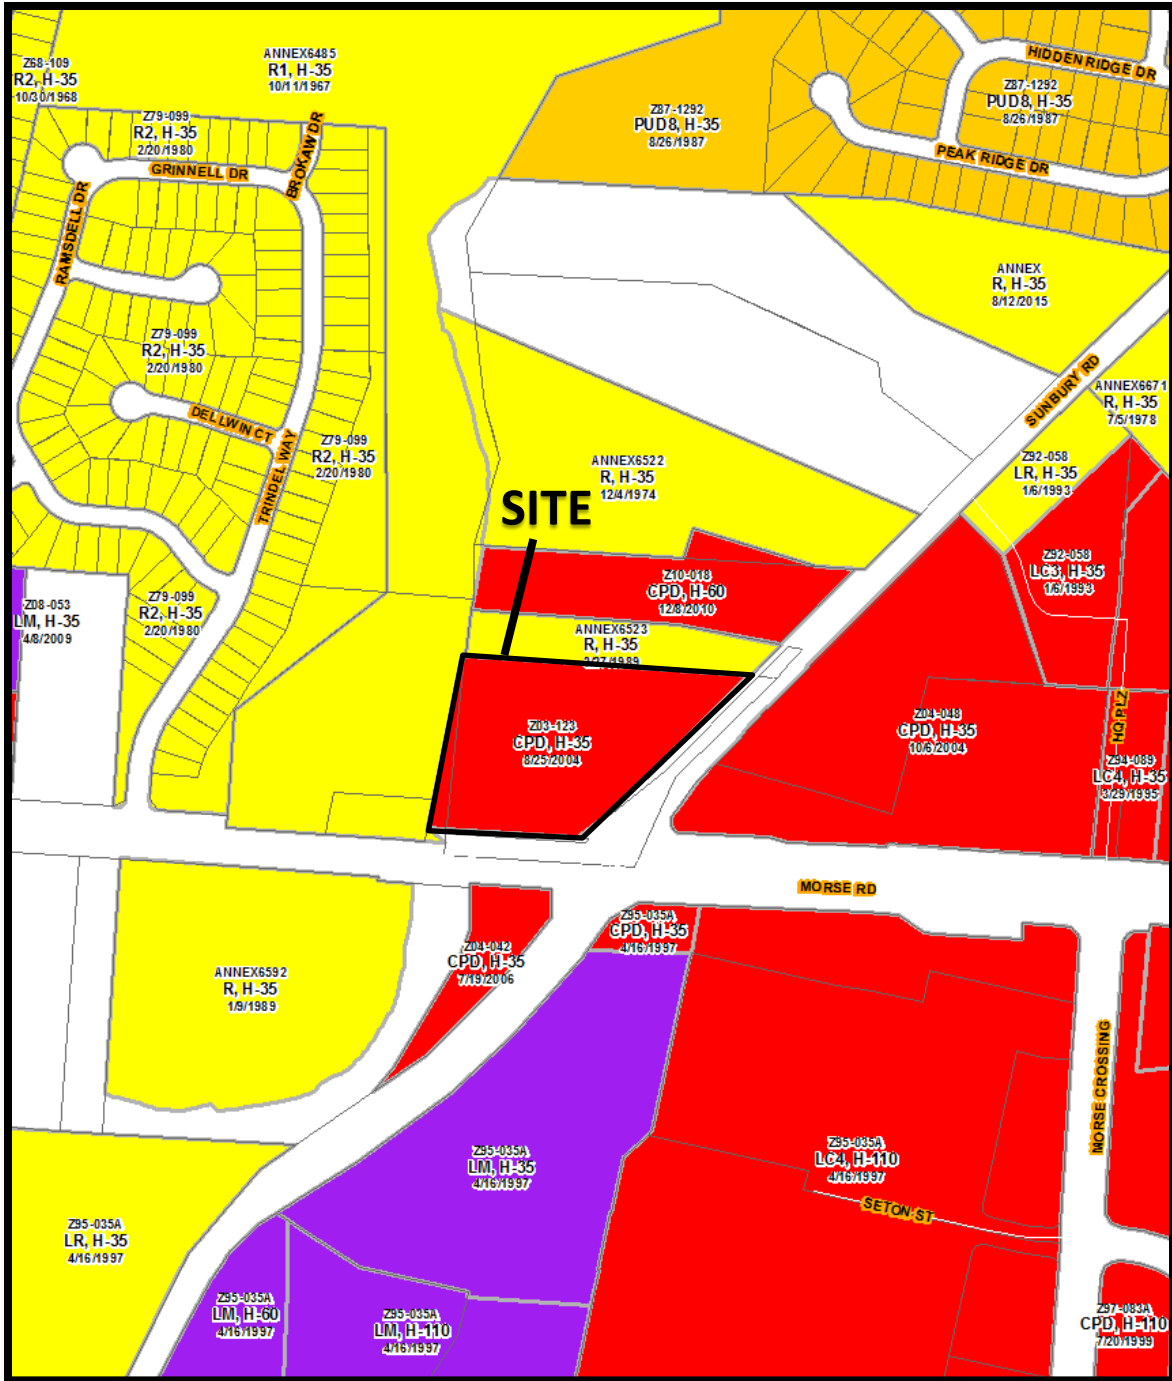 ANNEX6485
R1, H-35
10/11/1967
Z68-109
R2, H-35
10/30/1968
HIDDEN RIDGE DR
Z87-1292
PUD8, H-35
8/26/1987
Z87-1292
PUD8, H-35
8/26/1987
Z79-099
R2, H-35
2/20/1980
BROKAW DR
GRINNELL DR
PEAK RIDGE DR
RAMSDELL DR
ANNEX
R, H-35
8/12/2015
Z79-099
R2, H-35
2/20/1980
SUNBURY RD
ANNEX6671
R, H-35
7/5/1978
DELLWIN CT
Z79-099
R2, H-35
2/20/1980
TRINDEL WAY
ANNEX6522
R, H-35
12/4/1974
Z92-058
LR, H-35
1/6/1993
SITE
Z92-058
LC3, H-35
1/6/1993
Z10-018
CPD, H-60
12/8/2010
Z08-053
LM, H-35
4/8/2009
Z79-099
R2, H-35
2/20/1980
ANNEX6523
R, H-35
2/27/1989
Z03-123
CPD, H-35
8/25/2004
Z04-048
CPD, H-35
10/6/2004
HQ PLZ
Z94-089
LC4, H-35
3/29/1995
MORSE RD
Z95-035A
CPD, H-35
4/16/1997
Z04-042
CPD, H-35
7/19/2006
ANNEX6592
R, H-35
1/9/1989
MORSE CROSSING
Z95-035A
LM, H-35
4/16/1997
Z95-035A
LC4, H-110
4/16/1997
SETON ST
Z95-035A
LR, H-35
4/16/1997
Z95-035A
LM, H-60
4/16/1997
Z95-035A
LM, H-110
4/16/1997
Z97-083A
CPD, H-110
7/20/1999